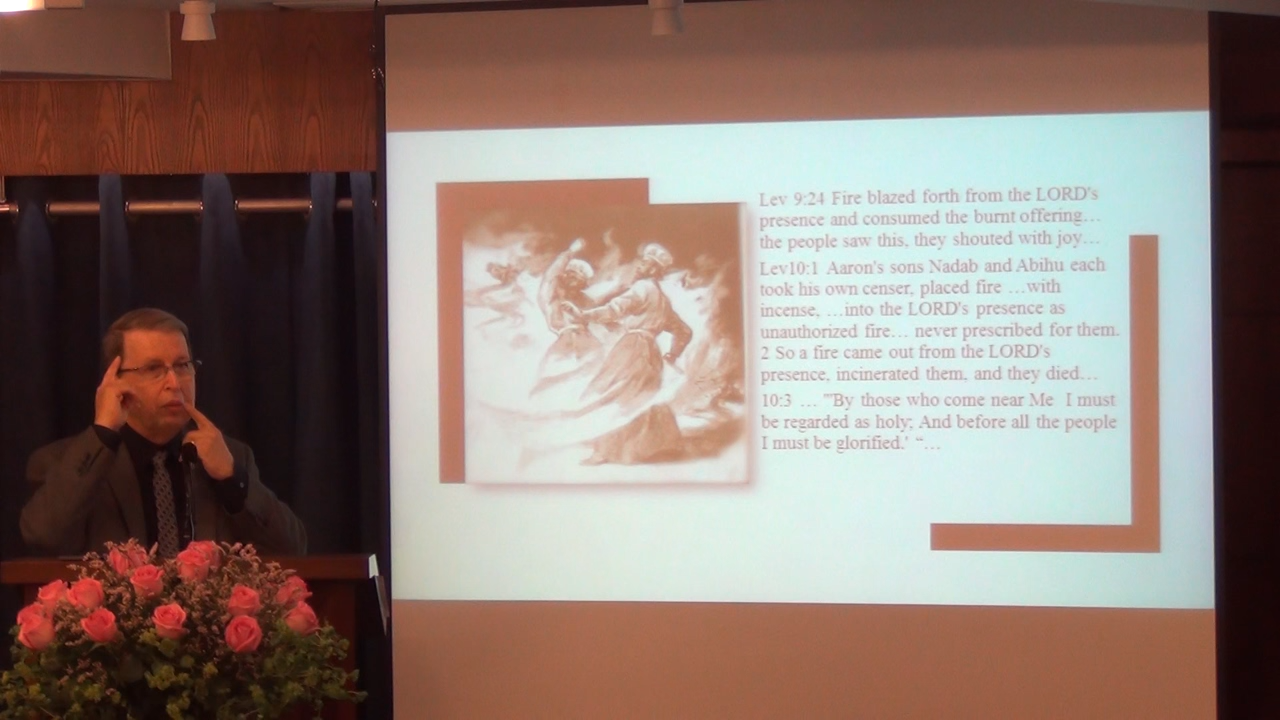 Lev 9:24 Fire blazed forth from the LORD's
presence and consumed the burnt offering…
the people saw this, they shouted with joy…
Lev10:1 Aaron's sons Nadab and Abihu each
took his own censer, placed fire …with
incense, …into the LORD's presence as
unauthorized fire… never prescribed for them.
2 So a fire came out from the LORD's
presence, incinerated them, and they died…
10:3 … "'By those who come near Me I must
be regarded as holy; And before all the people
I must be glorified.' “…